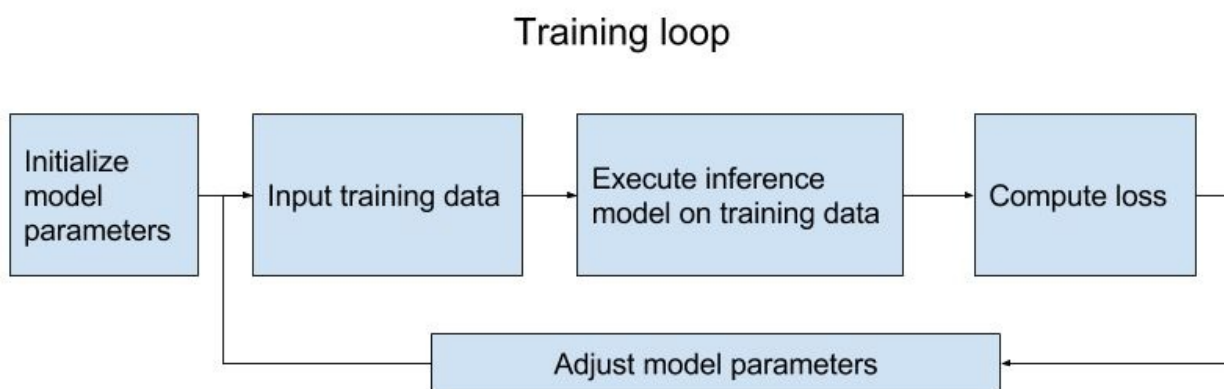 Training loop
Initialize
model
parameters
Input training data
Execute inference
model on training data
Compute loss
Adjust model parameters